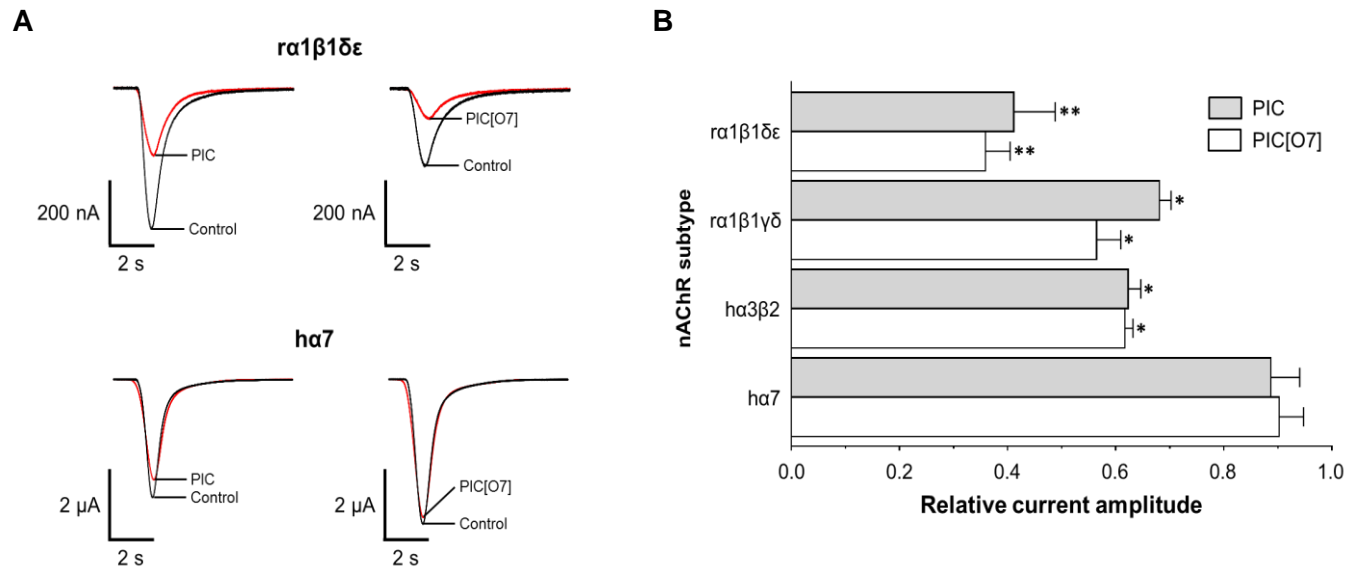 A
rα1β1δε
PIC
Control
200 nA
2 s
PIC[O7]
Control
200 nA
2 s
hα7
PIC
Control
2 μA
2 s
PIC[O7]
Control
2 μA
2 s
B
nAChR subtype
rα1β1δε
**
**
rα1β1γδ
*
*
hα3β2
*
*
hα7
PIC
PIC[O7]
0.0 0.2 0.4 0.6 0.8 1.0
Relative current amplitude